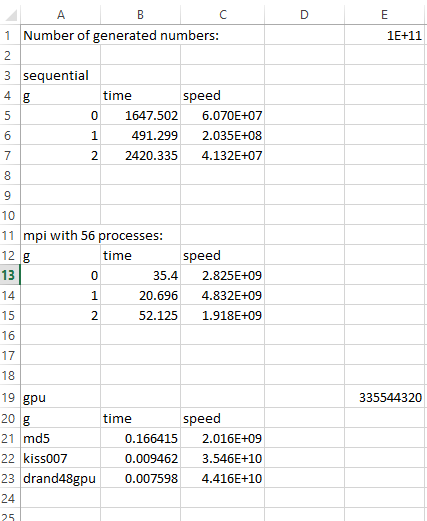 A B C D E
1 Number of generated numbers: 1E+11
2
3 sequential
4 g time speed
5 0 1647.502 6.070E+07
6 1 491.299 2.035E+08
7 2 2420.335 4.132E+07
8
9
10
11 mpi with 56 processes:
12 g time speed
13 0 35.4 2.825E+09
14 1 20.696 4.832E+09
15 2 52.125 1.918E+09
16
17
18
19 gpu 335544320
20 g time speed
21 md5 0.166415 2.016E+09
22 kiss007 0.009462 3.546E+10
23 drand48gpu 0.007598 4.416E+10
24
25